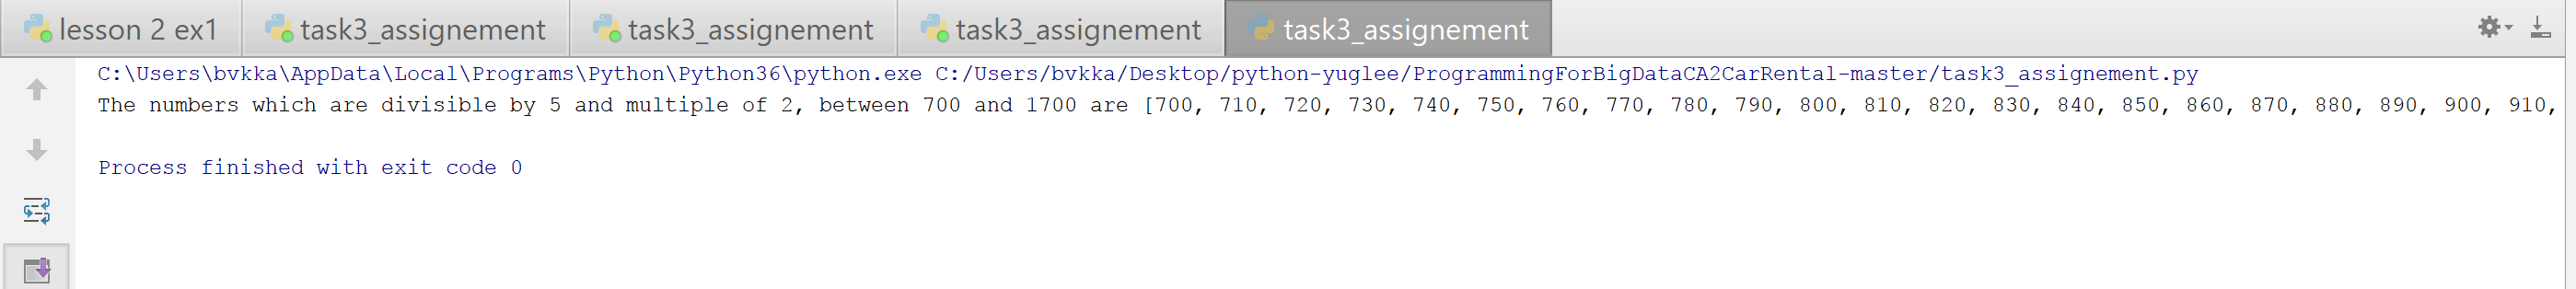 lesson 2 ex1 task3_assignement task3_assignement task3_assignement task3_assignement
C:\Users\bvkka\AppData\Local\Programs\Python\Python36\python.exe C:/Users/bvkka/Desktop/python-yuglee/ProgrammingForBigDataCA2CarRental-master/task3_assignement.py
The numbers which are divisible by 5 and multiple of 2, between 700 and 1700 are [700, 710, 720, 730, 740, 750, 760, 770, 780, 790, 800, 810, 820, 830, 840, 850, 860, 870, 880, 890, 900, 910,
Process finished with exit code 0